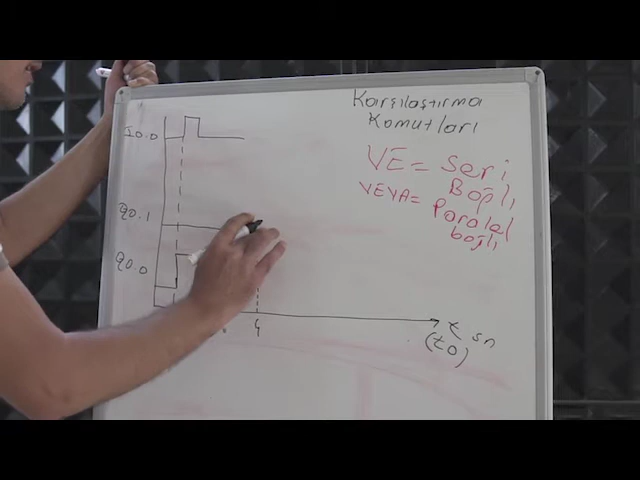 Karşılaştırma
Komutları
VE = Seri
Bağlı
VEYA = Paralel
bağlı
I0.0
Q0.1
Q0.0
4
t sn
(t0)